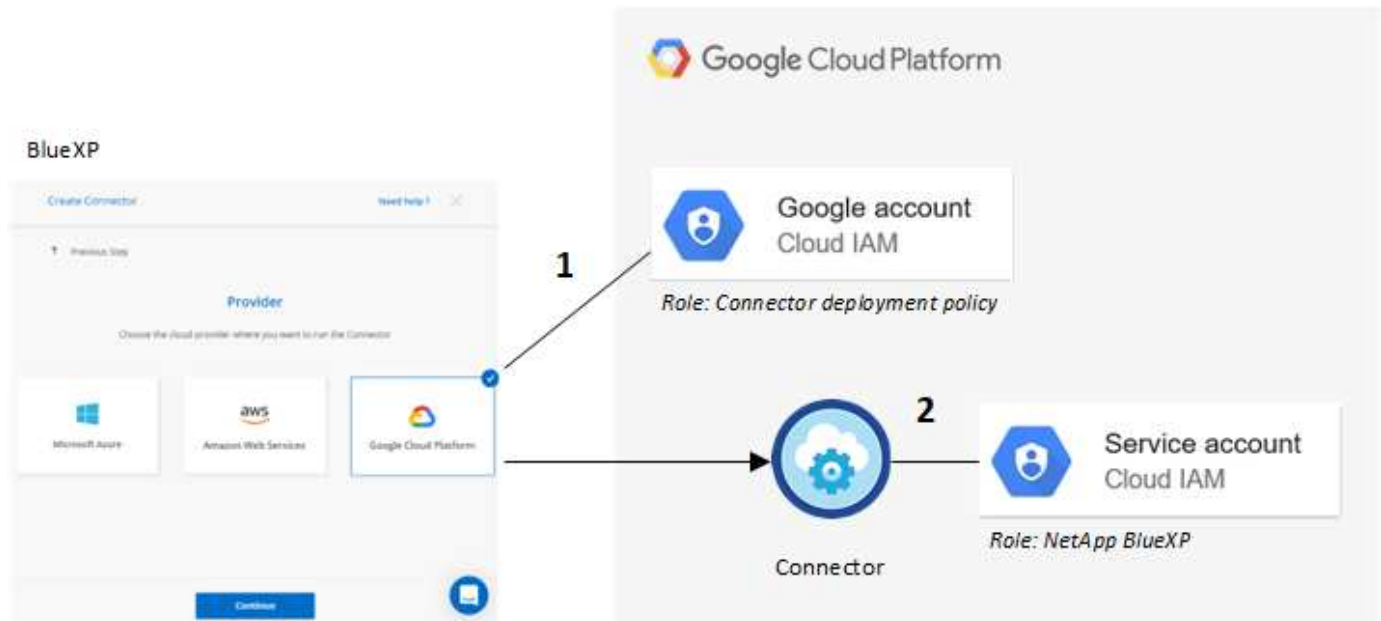 Google Cloud Platform
BlueXP
Create Connector
Need help?
Previous Step
1
Google account
Cloud IAM
Provider
Role: Connector deployment policy
Choose the cloud provider where you want to run the Connector
2
aws
Service account
Microsoft Azure
Amazon Web Services
Google Cloud Platform
Cloud IAM
Role: NetApp BlueXP
Connector
Continue